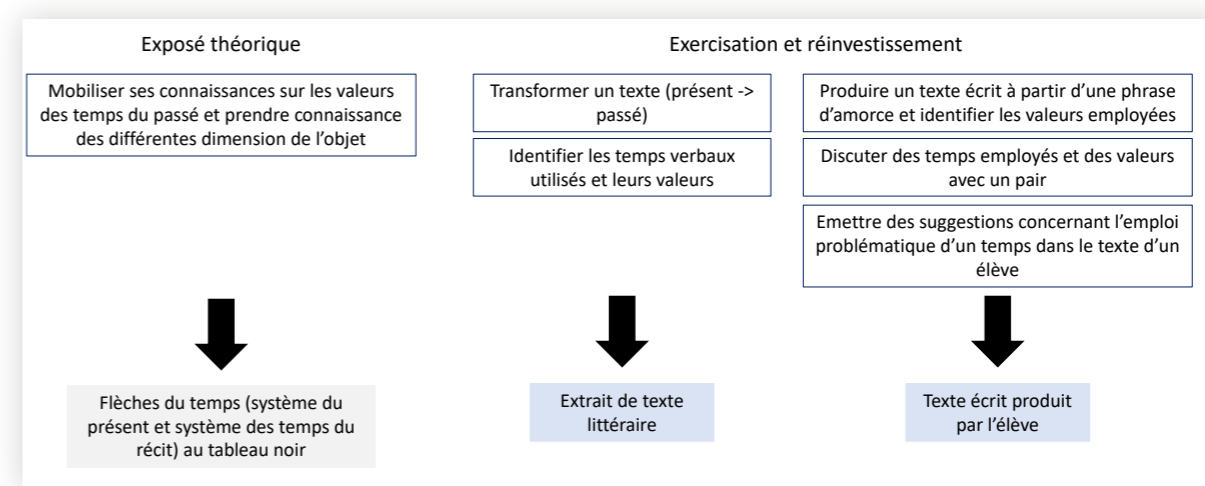 Exposé théorique
Mobiliser ses connaissances sur les valeurs
des temps du passé et prendre connaissance
des différentes dimension de l'objet
Flèches du temps (système du
présent et système des temps du
récit) au tableau noir
Exercisation et réinvestissement
Transformer un texte (présent ->
passé)
Identifier les temps verbaux
utilisés et leurs valeurs
Extrait de texte
littéraire
Produire un texte écrit à partir d'une phrase
d'amorce et identifier les valeurs employées
Discuter des temps employés et des valeurs
avec un pair
Emettre des suggestions concernant l'emploi
problématique d'un temps dans le texte d'un
élève
Texte écrit produit
par l'élève